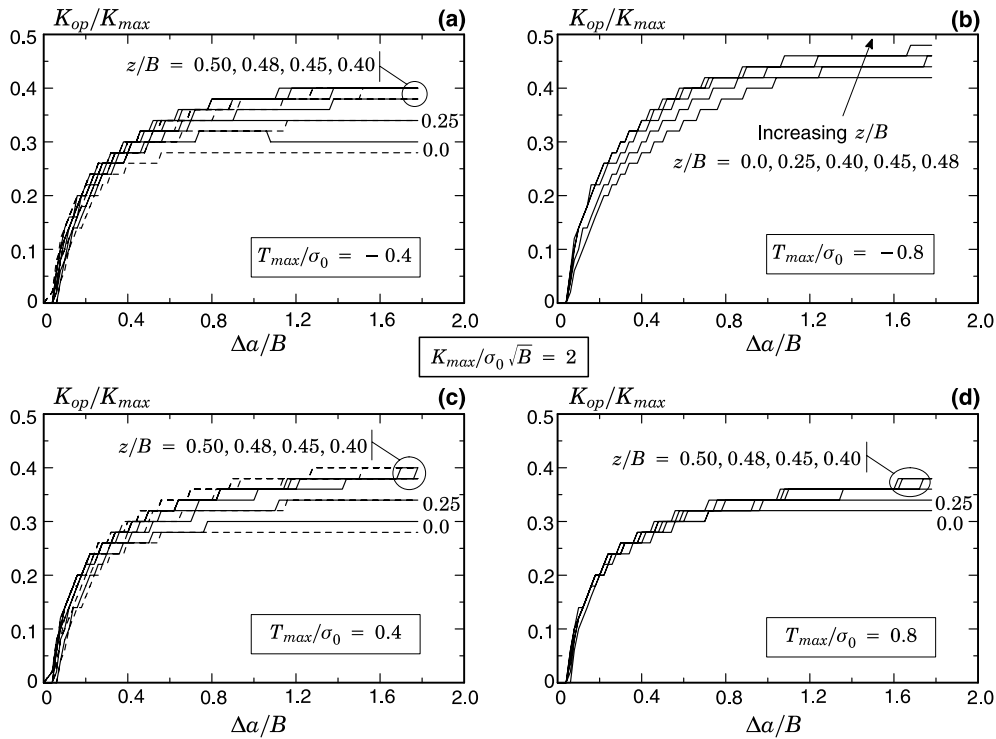 K_op/K_max
(a)
0.5
0.4
0.3
0.2
0.1
0
z/B = 0.50, 0.48, 0.45, 0.40
0.25
0.0
T_max/σ_0 = − 0.4
0 0.4 0.8 1.2 1.6 2.0
Δa/B
K_op/K_max
(b)
0.5
0.4
0.3
0.2
0.1
0
Increasing z/B
z/B = 0.0, 0.25, 0.40, 0.45, 0.48
T_max/σ_0 = −0.8
0 0.4 0.8 1.2 1.6 2.0
Δa/B
K_max/σ_0 √B = 2
K_op/K_max
(c)
0.5
0.4
0.3
0.2
0.1
0
z/B = 0.50, 0.48, 0.45, 0.40
0.25
0.0
T_max/σ_0 = 0.4
0 0.4 0.8 1.2 1.6 2.0
Δa/B
K_op/K_max
(d)
0.5
0.4
0.3
0.2
0.1
0
z/B = 0.50, 0.48, 0.45, 0.40
0.25
0.0
T_max/σ_0 = 0.8
0 0.4 0.8 1.2 1.6 2.0
Δa/B